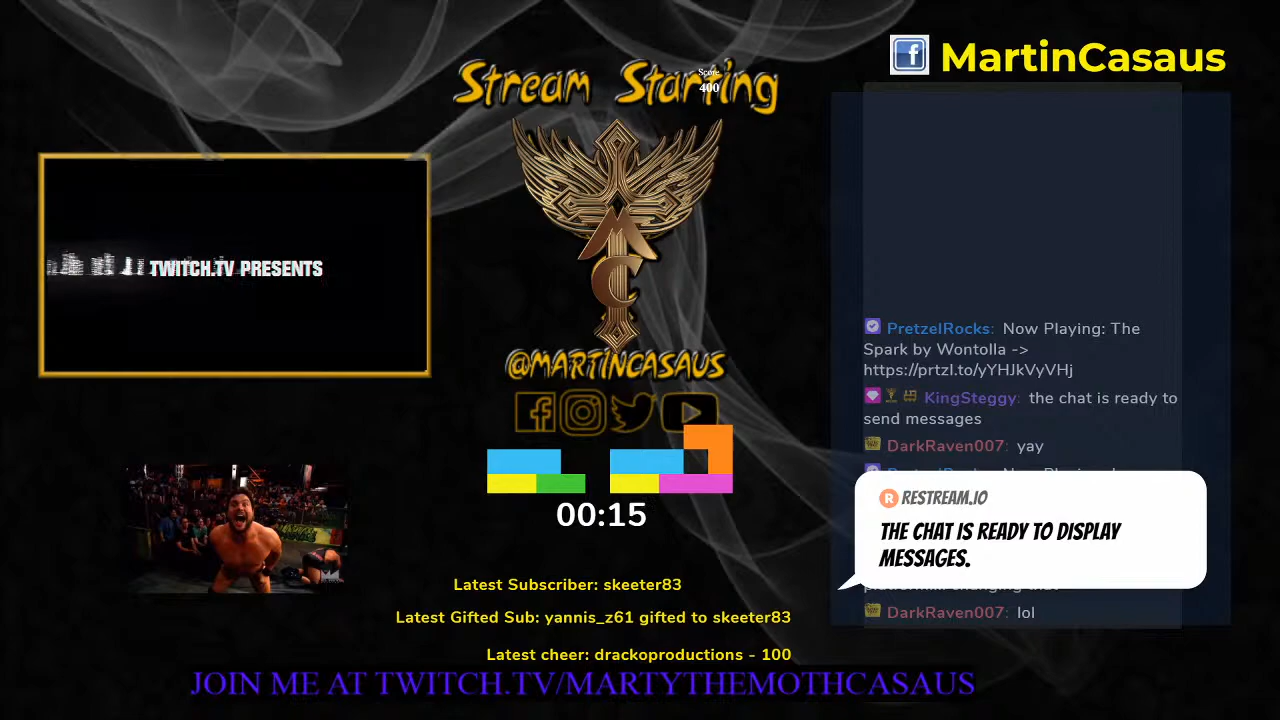 MartinCasaus
Stream Starting
Score
400
TWITCH.TV PRESENTS
MC
@MARTINCASAUS
PretzelRocks: Now Playing: The
Spark by Wontolla ->
https://prtzl.to/yYHJkVyVHj
KingSteggy: the chat is ready to
send messages
DarkRaven007: yay
RESTREAM.IO
THE CHAT IS READY TO DISPLAY
MESSAGES.
DarkRaven007: lol
00:15
Latest Subscriber: skeeter83
Latest Gifted Sub: yannis_z61 gifted to skeeter83
Latest cheer: drackoproductions - 100
JOIN ME AT TWITCH.TV/MARTYTHEMOTHCASAUS